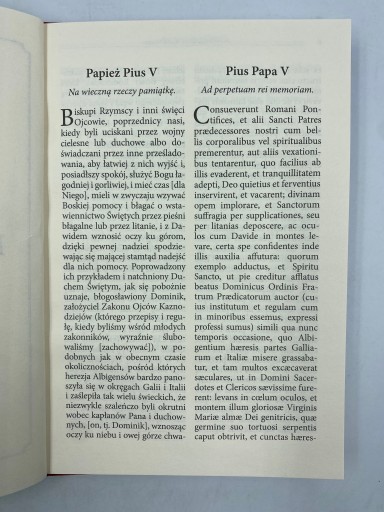 Papież Pius V
Na wieczną rzeczy pamiątkę.
Biskupi Rzymscy i inni święci
Ojcowie, poprzednicy nasi,
kiedy byli uciskani przez wojny
cielesne lub duchowe albo do-
świadczani przez inne prześlado-
wania, aby łatwiej z nich wyjść i,
posiadłszy spokój, służyć Bogu ła-
godniej i gorliwiej, i mieć czas [dla
Niego], mieli w zwyczaju wzywać
Boskiej pomocy i błagać o wsta-
wiennictwo Świętych przez pieśni
błagalne lub przez litanie, i z Da-
widem wznosić oczy ku górom,
dzięki pewnej nadziei spodzie-
wając się mającej stamtąd nadejść
dla nich pomocy. Poprowadzony
ich przykładem i natchniony Du-
chem Świętym, jak się pobożnie
uznaje, błogosławiony Dominik,
założyciel Zakonu Ojców Kazno-
dziejów (którego przepisy i regu-
łę, kiedy byliśmy wśród młodych
zakonników, wyraźnie ślubo-
waliśmy [zachowywać]), w po-
dobnych jak w obecnym czasie
okolicznościach, pośród których
herezja Albigensów bardzo pano-
szyła się w okręgach Galii i Italii
i zaślepiła tak wielu świeckich, że
niezwykle szaleńczo byli okrutni
wobec kapłanów Pana i duchow-
nych, [on, tj. Dominik], wznosząc
oczy ku niebu i owej górze chwa-
Pius Papa V
Ad perpetuam rei memoriam.
Consueverunt Romani Pon-
tifices, et alii Sancti Patres
prædecessores nostri cum bel-
lis corporalibus vel spiritualibus
premerentur, aut aliis vexationi-
bus tentarentur, quo facilius ab
illis evaderent, et tranquillitatem
adepti, Deo quietius et ferventius
inservirent, et vacarent; divinam
opem implorare, et Sanctorum
suffragia per supplicationes, seu
per litanias deposcere, ac ocu-
los cum Davide in montes le-
vare, certa spe confidentes inde
illis auxilia affutura: quorum
exemplo adductus, et Spiritu
Sancto, ut pie creditur afflatus
beatus Dominicus Ordinis Fra-
trum Prædicatorum auctor (cu-
ius institutum et regulam cum
in minoribus essemus, expressi
professi sumus) simili qua nunc
temporis occasione, quo Albi-
gentium hæresis partes Gallia-
rum et Italiæ misere grassaba-
tur, et tam multos excæcaverat
sæculares, ut in Domini Sacer-
dotes et Clericos sævissime fure-
rent: levans in cœlum oculos, et
montem illum gloriosæ Virginis
Mariæ almæ Dei genitricis, quæ
germine suo tortuosi serpentis
caput obtrivit, et cunctas hæres-